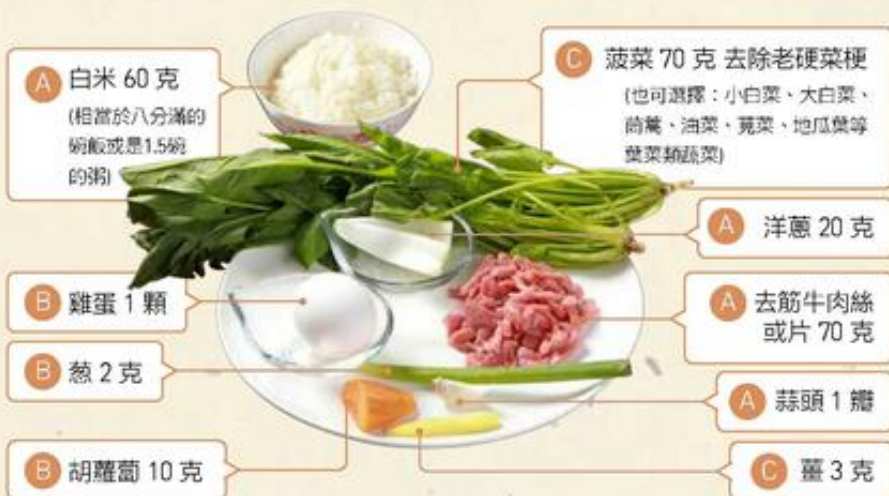 A 白米 60 克
(相當於八分滿的
碗飯或是1.5碗
的粥)
C 菠菜 70 克 去除老硬菜梗
(也可選擇：小白菜、大白菜、
茼蒿、油菜、莧菜、地瓜葉等
葉菜類蔬菜)
A 洋蔥 20 克
B 雞蛋 1 顆
A 去筋牛肉絲
或片 70 克
B 葱 2 克
A 蒜頭 1 瓣
B 胡蘿蔔 10 克
C 薑 3 克